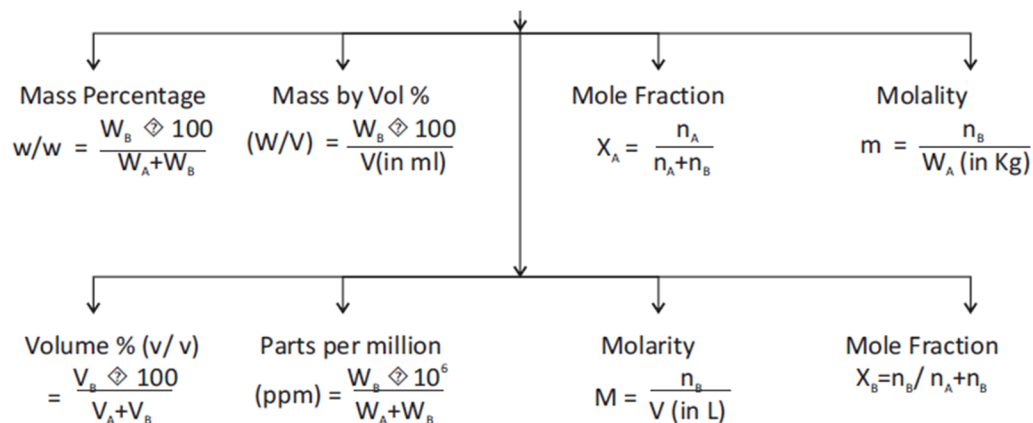 Mass Percentage
w/w = W_B � 100 / W_A+W_B
Mass by Vol %
(W/V) = W_B � 100 / V(in ml)
Mole Fraction
X_A = n_A / n_A+n_B
Molality
m = n_B / W_A (in Kg)
Volume % (v/ v)
= V_B � 100 / V_A+V_B
Parts per million
(ppm) = W_B � 10^6 / W_A+W_B
Molarity
M = n_B / V (in L)
Mole Fraction
X_B=n_B/ n_A+n_B